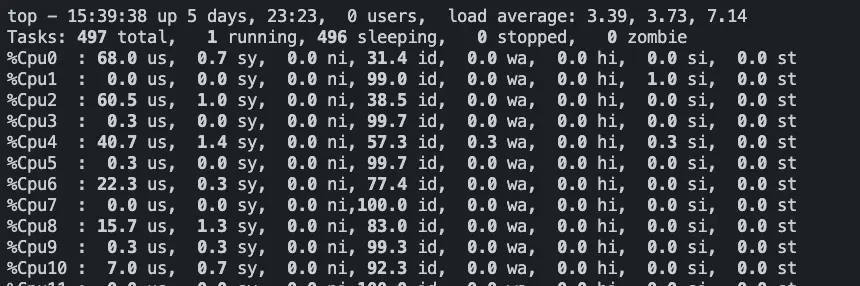 top - 15:39:38 up 5 days, 23:23,  0 users,  load average: 3.39, 3.73, 7.14
Tasks: 497 total,   1 running, 496 sleeping,   0 stopped,   0 zombie
%Cpu0  : 68.0 us,  0.7 sy,  0.0 ni, 31.4 id,  0.0 wa,  0.0 hi,  0.0 si,  0.0 st
%Cpu1  :  0.0 us,  0.0 sy,  0.0 ni, 99.0 id,  0.0 wa,  0.0 hi,  1.0 si,  0.0 st
%Cpu2  : 60.5 us,  1.0 sy,  0.0 ni, 38.5 id,  0.0 wa,  0.0 hi,  0.0 si,  0.0 st
%Cpu3  :  0.3 us,  0.0 sy,  0.0 ni, 99.7 id,  0.0 wa,  0.0 hi,  0.0 si,  0.0 st
%Cpu4  : 40.7 us,  1.4 sy,  0.0 ni, 57.3 id,  0.3 wa,  0.0 hi,  0.3 si,  0.0 st
%Cpu5  :  0.3 us,  0.0 sy,  0.0 ni, 99.7 id,  0.0 wa,  0.0 hi,  0.0 si,  0.0 st
%Cpu6  : 22.3 us,  0.3 sy,  0.0 ni, 77.4 id,  0.0 wa,  0.0 hi,  0.0 si,  0.0 st
%Cpu7  :  0.0 us,  0.0 sy,  0.0 ni,100.0 id,  0.0 wa,  0.0 hi,  0.0 si,  0.0 st
%Cpu8  : 15.7 us,  1.3 sy,  0.0 ni, 83.0 id,  0.0 wa,  0.0 hi,  0.0 si,  0.0 st
%Cpu9  :  0.3 us,  0.3 sy,  0.0 ni, 99.3 id,  0.0 wa,  0.0 hi,  0.0 si,  0.0 st
%Cpu10 :  7.0 us,  0.7 sy,  0.0 ni, 92.3 id,  0.0 wa,  0.0 hi,  0.0 si,  0.0 st